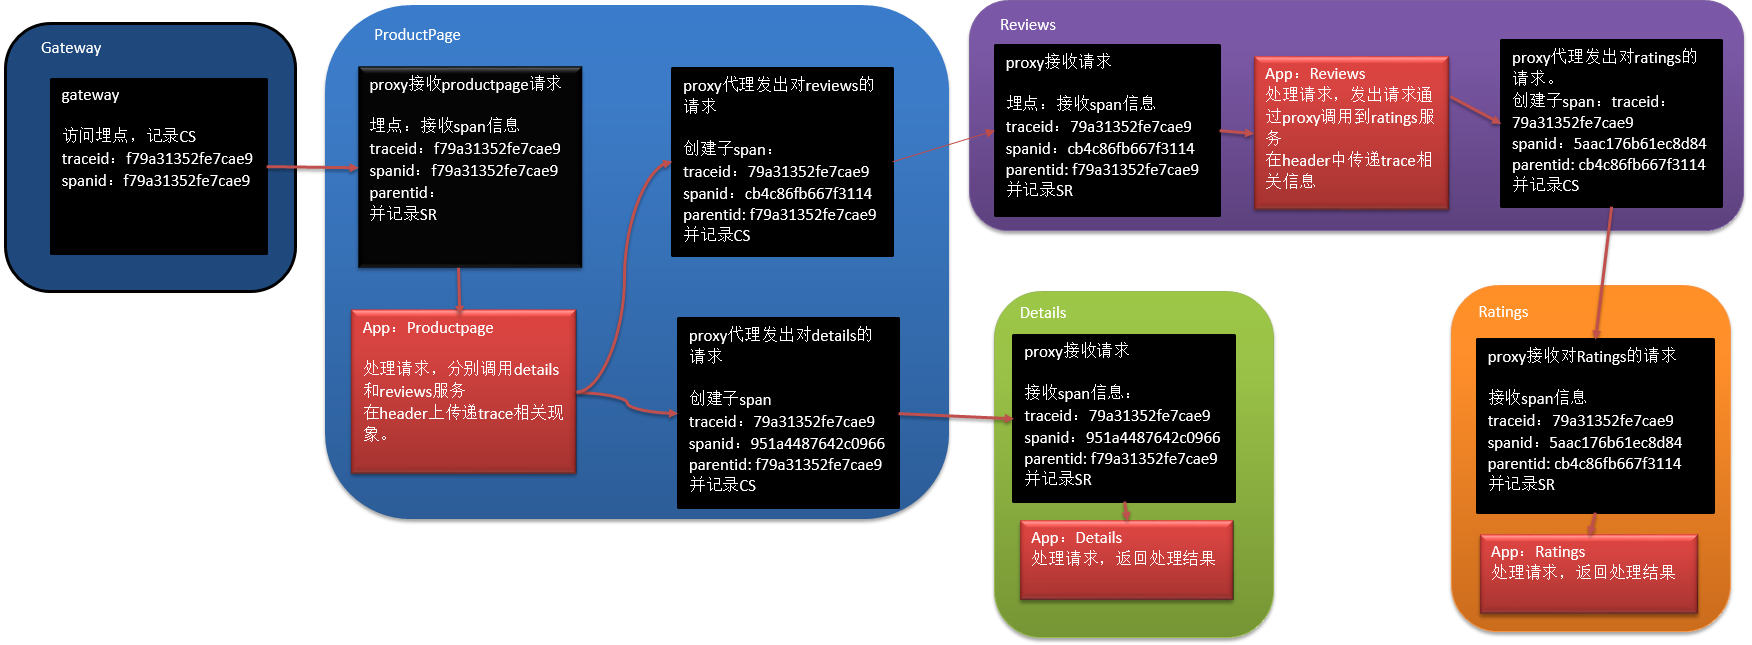 Gateway
gateway
访问埋点，记录CS
traceid：f79a31352fe7cae9
spanid：f79a31352fe7cae9
ProductPage
proxy接收productpage请求
埋点：接收span信息
traceid：f79a31352fe7cae9
spanid：f79a31352fe7cae9
parentid：
并记录SR
App：Productpage
处理请求，分别调用details
和reviews服务
在header上传递trace相关现
象。
proxy代理发出对reviews的
请求
创建子span：
traceid：79a31352fe7cae9
spanid：cb4c86fb667f3114
parentid: f79a31352fe7cae9
并记录CS
proxy代理发出对details的
请求
创建子span
traceid：79a31352fe7cae9
spanid：951a4487642c0966
parentid: f79a31352fe7cae9
并记录CS
Reviews
proxy接收请求
埋点：接收span信息
traceid：79a31352fe7cae9
spanid：cb4c86fb667f3114
parentid: f79a31352fe7cae9
并记录SR
App：Reviews
处理请求，发出请求通
过proxy调用到ratings服
务
在header中传递trace相
关信息
proxy代理发出对ratings的
请求。
创建子span：traceid：
79a31352fe7cae9
spanid：5aac176b61ec8d84
parentid: cb4c86fb667f3114
并记录CS
Details
proxy接收请求
接收span信息：
traceid：79a31352fe7cae9
spanid：951a4487642c0966
parentid: f79a31352fe7cae9
并记录SR
App：Details
处理请求，返回处理结果
Ratings
proxy接收对Ratings的请求
接收span信息
traceid：79a31352fe7cae9
spanid：5aac176b61ec8d84
parentid: cb4c86fb667f3114
并记录SR
App：Ratings
处理请求，返回处理结果